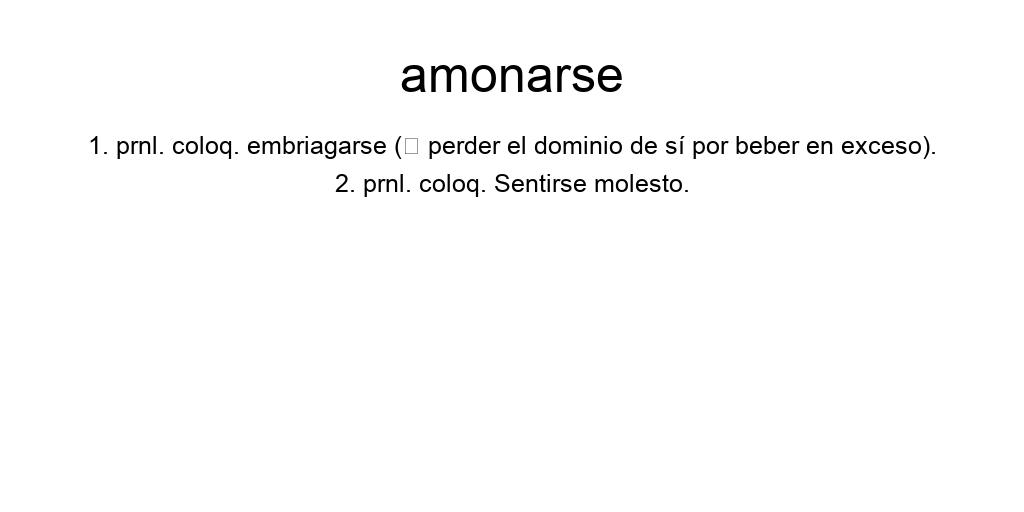 amonarse
1. prnl. coloq. embriagarse (▯ perder el dominio de sí por beber en exceso).
2. prnl. coloq. Sentirse molesto.